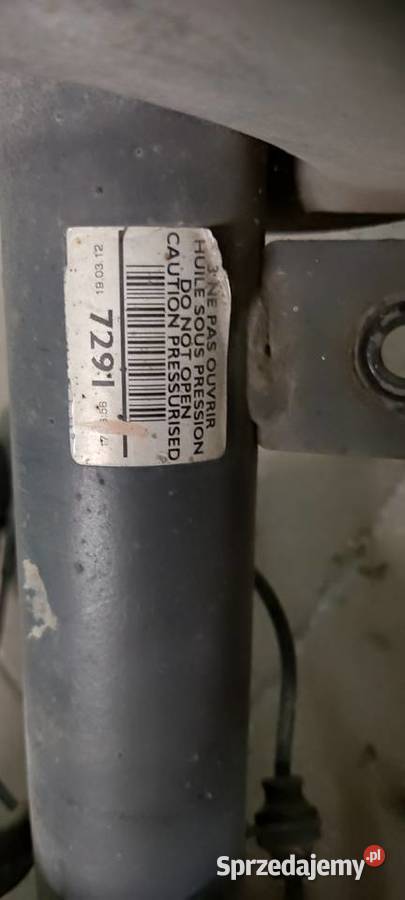 NE PAS OUVRIR
HUILE SOUS PRESSION
DO NOT OPEN
CAUTION PRESSURISED
7291
19.03.12
Sprzedajemy.pl